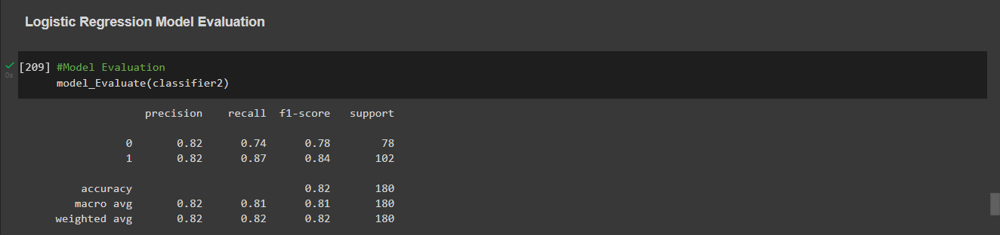 Logistic Regression Model Evaluation
[209] #Model Evaluation
0s model_Evaluate(classifier2)
precision recall f1-score support
0 0.82 0.74 0.78 78
1 0.82 0.87 0.84 102
accuracy 0.82 180
macro avg 0.82 0.81 0.81 180
weighted avg 0.82 0.82 0.82 180